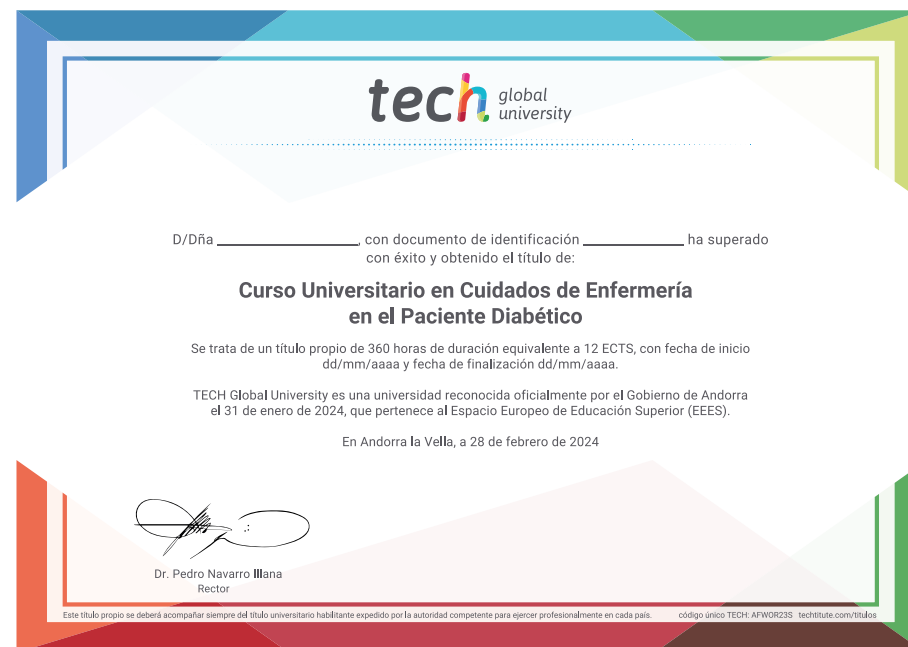 tech global university
D/Dña ____________________, con documento de identificación ______________ ha superado
con éxito y obtenido el título de:
Curso Universitario en Cuidados de Enfermería
en el Paciente Diabético
Se trata de un título propio de 360 horas de duración equivalente a 12 ECTS, con fecha de inicio
dd/mm/aaaa y fecha de finalización dd/mm/aaaa.
TECH Global University es una universidad reconocida oficialmente por el Gobierno de Andorra
el 31 de enero de 2024, que pertenece al Espacio Europeo de Educación Superior (EEES).
En Andorra la Vella, a 28 de febrero de 2024
Dr. Pedro Navarro Illana
Rector
Este título propio se deberá acompañar siempre del título universitario habilitante expedido por la autoridad competente para ejercer profesionalmente en cada país. código único TECH: AFWOR23S techtitute.com/titulos